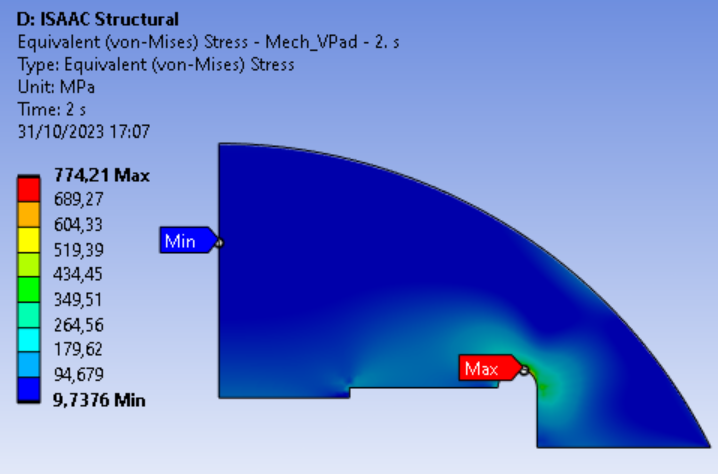 D: ISAAC Structural
Equivalent (von-Mises) Stress - Mech_VPad - 2. s
Type: Equivalent (von-Mises) Stress
Unit: MPa
Time: 2 s
31/10/2023 17:07
774,21 Max
689,27
604,33
519,39
434,45
349,51
264,56
179,62
94,679
9,7376 Min
Min
Max